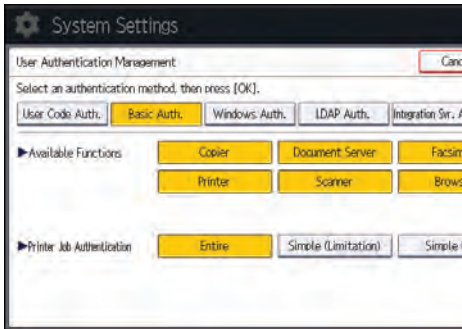 System Settings
User Authentication Management
Canc
Select an authentication method, then press [OK].
User Code Auth. Basic Auth. Windows Auth. LDAP Auth. Integration Svr. A
▶Available Functions Copier Document Server Facsim
Printer Scanner Brows
▶Printer Job Authentication Entire Simple (Limitation) Simple (